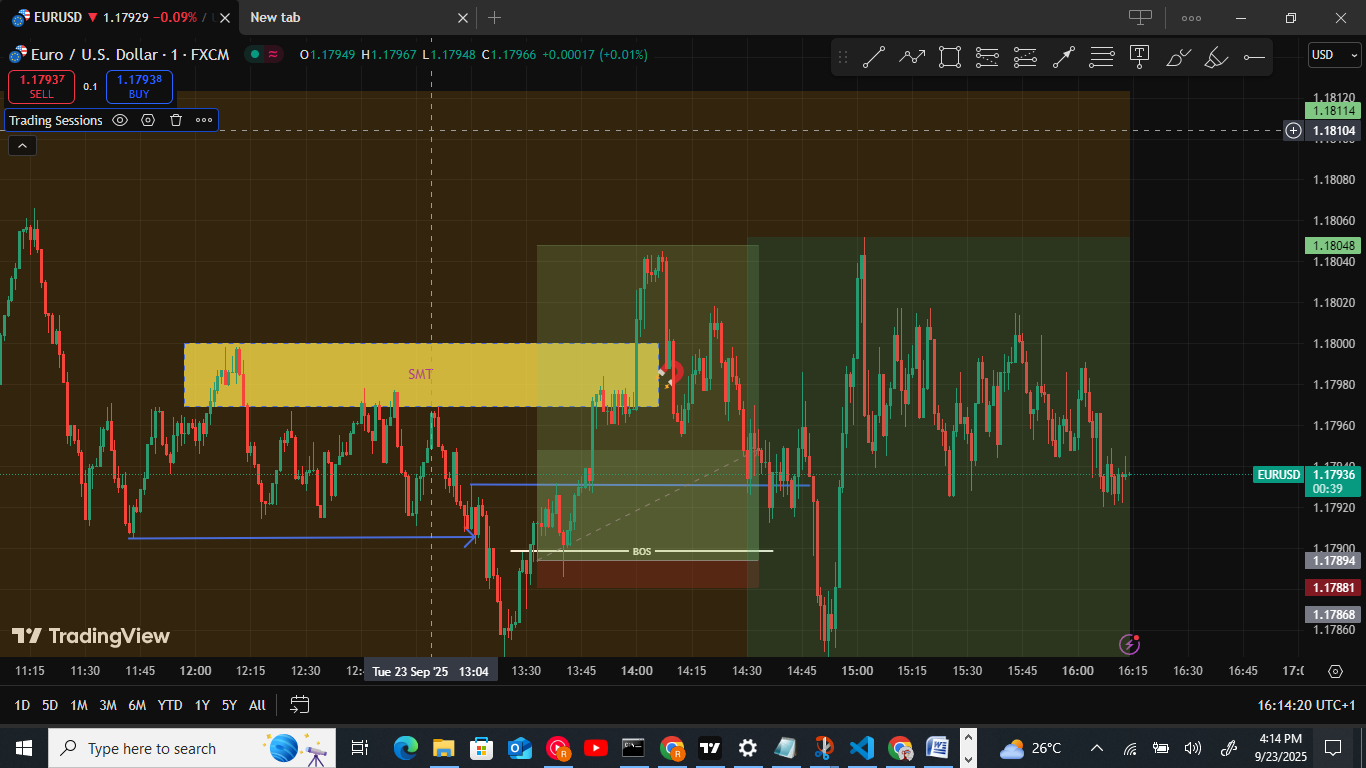 EURUSD ▼ 1.17929 −0.09% /
New tab
Euro / U.S. Dollar · 1 · FXCM
O1.17949 H1.17967 L1.17948 C1.17966 +0.00017 (+0.01%)
USD
1.17937
SELL
0.1
1.17938
BUY
Trading Sessions
1.18120
1.18114
1.18104
1.18080
1.18060
1.18048
1.18040
1.18020
1.18000
1.17980
1.17960
EURUSD
1.17936
00:39
1.17920
1.17900
1.17894
1.17881
1.17868
1.17860
SMT
BOS
TradingView
11:15 11:30 11:45 12:00 12:15 12:30 Tue 23 Sep '25 13:04 13:30 13:45 14:00 14:15 14:30 14:45 15:00 15:15 15:30 15:45 16:00 16:15 16:30 16:45
1D 5D 1M 3M 6M YTD 1Y 5Y All
16:14:20 UTC+1
Type here to search
26°C
4:14 PM
9/23/2025